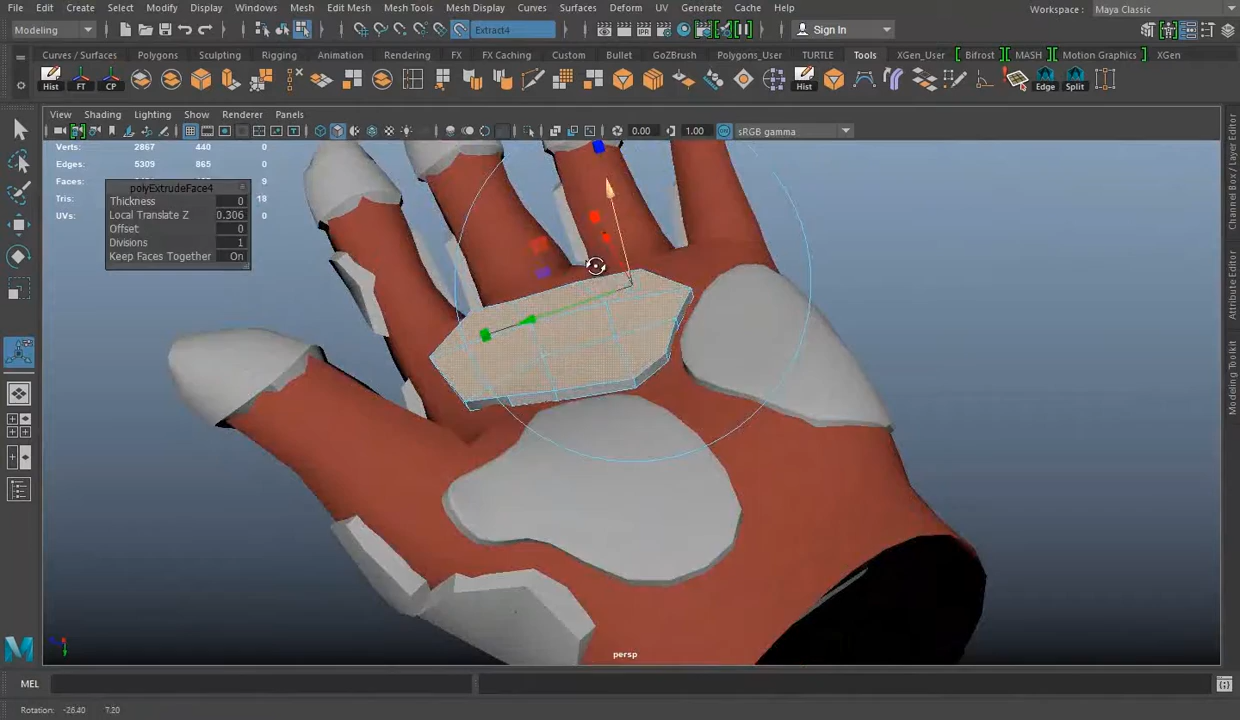 File Edit Create Select Modify Display Windows Mesh Edit Mesh Mesh Tools Mesh Display Curves Surfaces Deform UV Generate Cache Help
Workspace : Maya Classic
Modeling Extract4 Sign In
Curves / Surfaces Polygons Sculpting Rigging Animation Rendering FX FX Caching Custom Bullet GoZBrush Polygons_User TURTLE Tools XGen_User Bifrost MASH Motion Graphics XGen
Hist FT CP Hist Edge Split
View Shading Lighting Show Renderer Panels
0.00 1.00 sRGB gamma
Verts: 2867 440 0
Edges: 5309 865 0
Faces: 9
Tris: 18
UVs: 0
polyExtrudeFace4
Thickness 0
Local Translate Z 0.306
Offset 0
Divisions 1
Keep Faces Together On
Channel Box / Layer Editor
Attribute Editor
Modeling Toolkit
persp
MEL
Rotation: -26.40 7.20